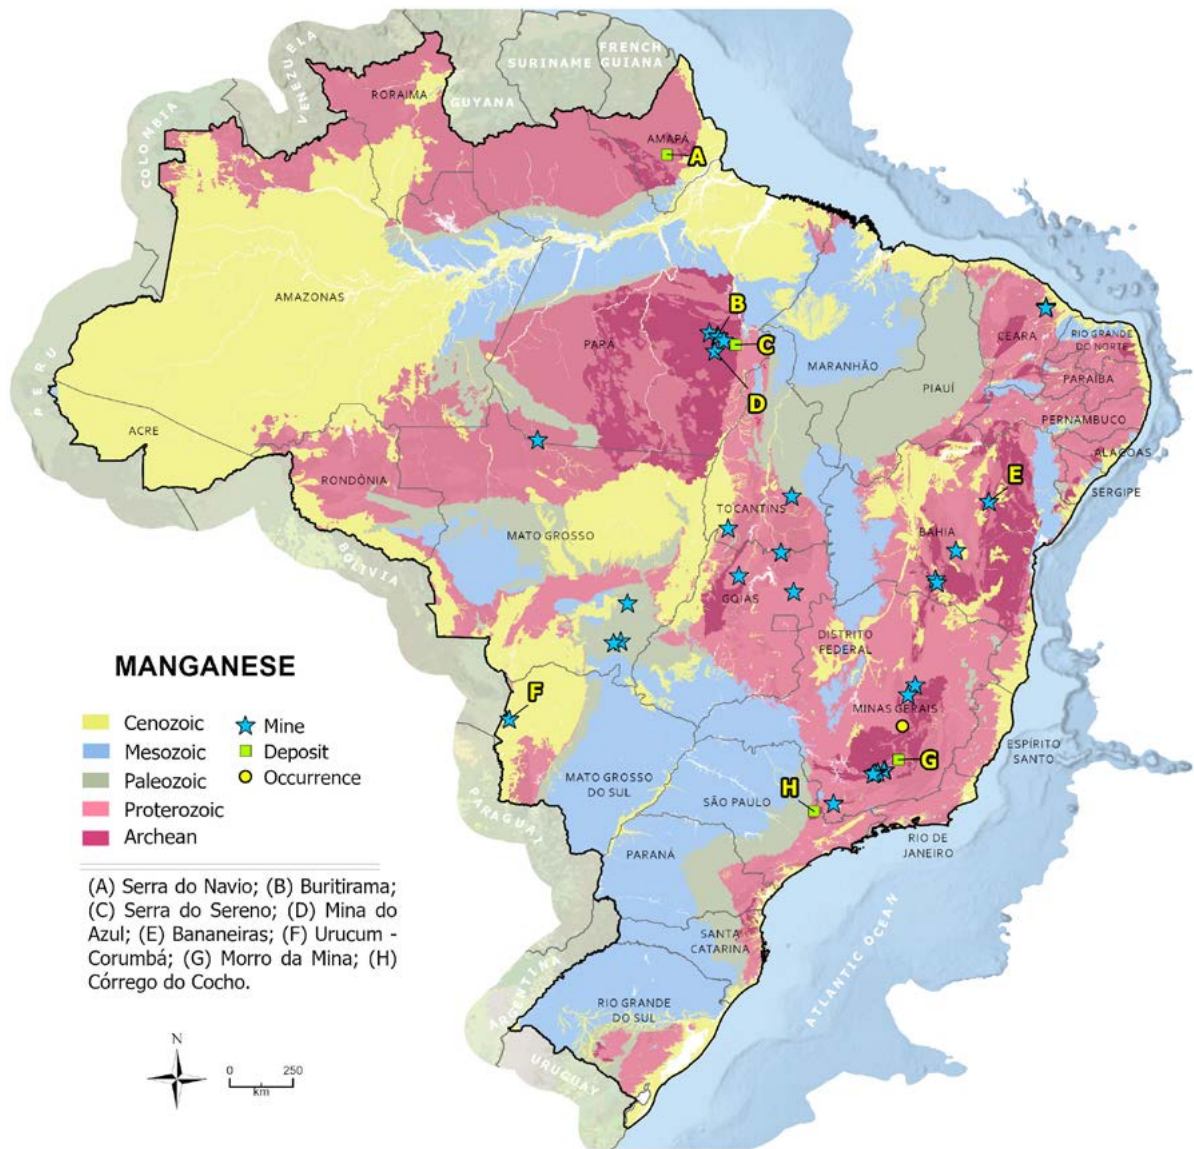 VENEZUELA
COLOMBIA
SURINAME
FRENCH
GUIANA
GUYANA
RORAIMA
AMAPÁ
A
AMAZONAS
PARÁ
B
C
D
MARANHÃO
CEARA
RIO GRANDE
DO NORTE
PARAÍBA
PIAUÍ
PERNAMBUCO
ALAGOAS
SERGIPE
PERU
ACRE
RONDÔNIA
TOCANTINS
E
BAHIA
MATO GROSSO
BOLIVIA
GOIAS
DISTRITO
FEDERAL
F
MINAS GERAIS
ESPÍRITO
SANTO
G
H
MATO GROSSO
DO SUL
SÃO PAULO
RIO DE
JANEIRO
PARAGUAI
PARANÁ
SANTA
CATARINA
ARGENTINA
RIO GRANDE
DO SUL
URUGUAY
ATLANTIC OCEAN
MANGANESE
Cenozoic
Mesozoic
Paleozoic
Proterozoic
Archean
Mine
Deposit
Occurrence
(A) Serra do Navio; (B) Buritirama;
(C) Serra do Sereno; (D) Mina do
Azul; (E) Bananeiras; (F) Urucum -
Corumbá; (G) Morro da Mina; (H)
Córrego do Cocho.
N
0 250
km